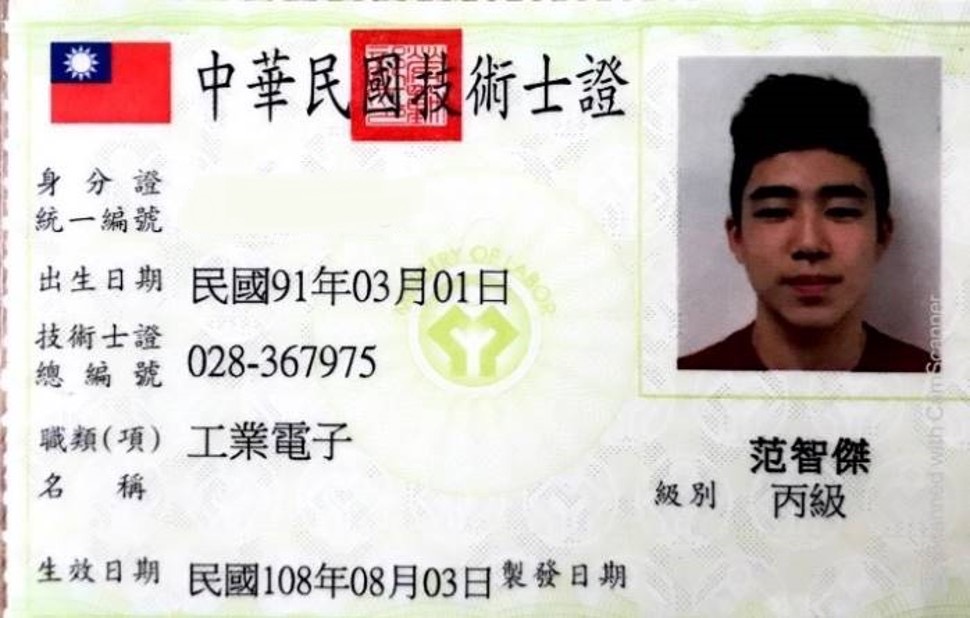 中華民國技術士證
身分證
統一編號
出生日期 民國91年03月01日
技術士證
總編號 028-367975
職類(項) 工業電子
名稱
范智傑
級別 丙級
生效日期 民國108年08月03日 製發日期
MINISTRY OF LABOR
Scanned with CamScanner